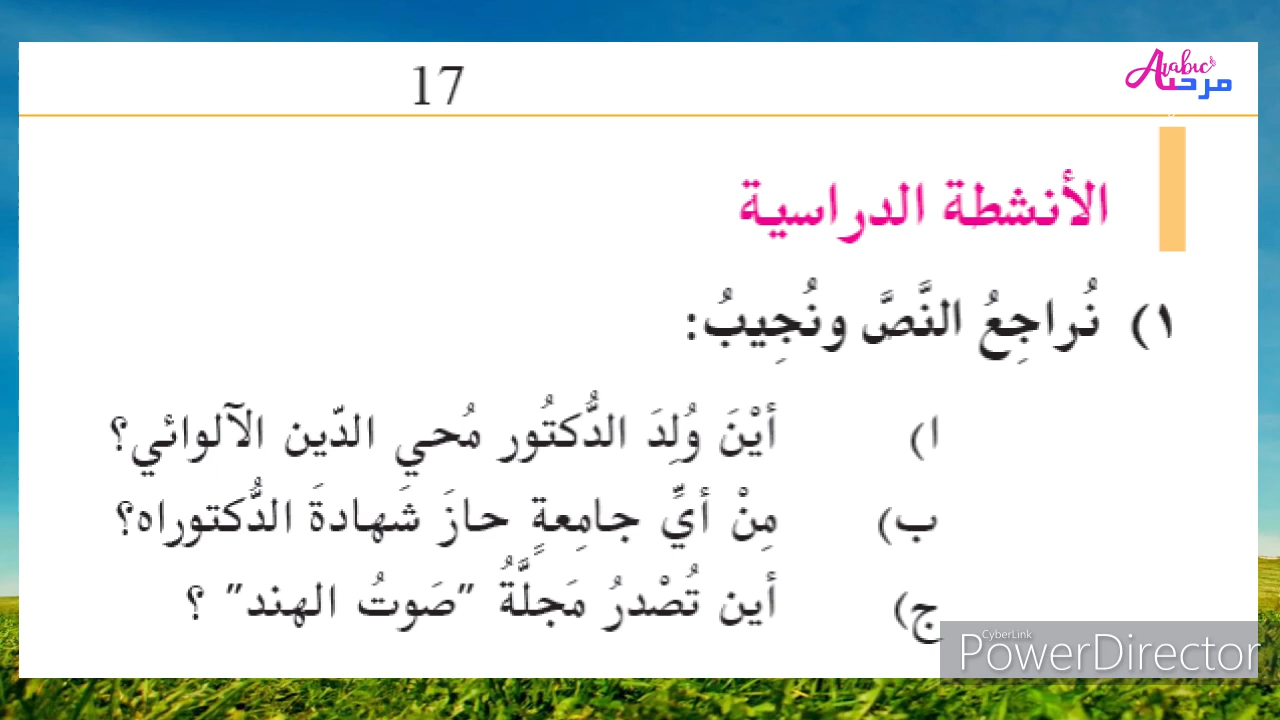 17
Arabic
مرحبا
الأنشطة الدراسية
١) نُراجِعُ النَّصَّ ونُجِيبُ:
ا) أيْنَ وُلِدَ الدُّكتُور مُحي الدّين الآلوائي؟
ب) مِنْ أيِّ جامِعةٍ حازَ شَهادةَ الدُّكتوراه؟
ج) أين تُصْدرُ مَجلَّةُ "صَوتُ الهند" ؟
CyberLink
PowerDirector